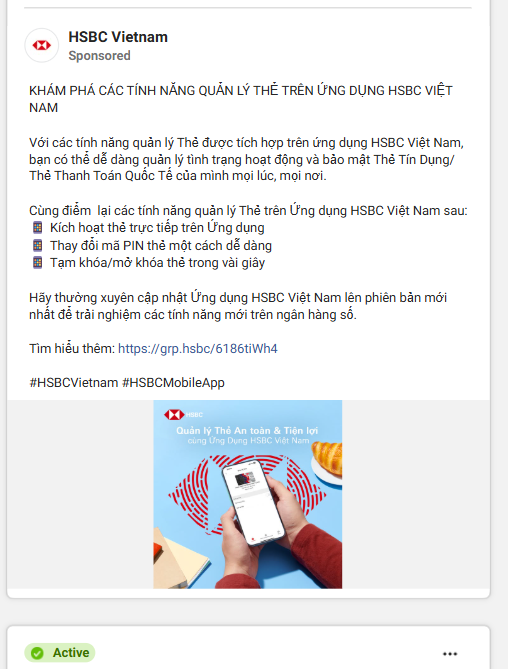 HSBC Vietnam
Sponsored
KHÁM PHÁ CÁC TÍNH NĂNG QUẢN LÝ THẺ TRÊN ỨNG DỤNG HSBC VIỆT
NAM
Với các tính năng quản lý Thẻ được tích hợp trên ứng dụng HSBC Việt Nam,
bạn có thể dễ dàng quản lý tình trạng hoạt động và bảo mật Thẻ Tín Dụng/
Thẻ Thanh Toán Quốc Tế của mình mọi lúc, mọi nơi.
Cùng điểm lại các tính năng quản lý Thẻ trên Ứng dụng HSBC Việt Nam sau:
Kích hoạt thẻ trực tiếp trên Ứng dụng
Thay đổi mã PIN thẻ một cách dễ dàng
Tạm khóa/mở khóa thẻ trong vài giây
Hãy thường xuyên cập nhật Ứng dụng HSBC Việt Nam lên phiên bản mới
nhất để trải nghiệm các tính năng mới trên ngân hàng số.
Tìm hiểu thêm: https://grp.hsbc/6186tiWh4
#HSBCVietnam #HSBCMobileApp
HSBC
Quản lý Thẻ An toàn & Tiện lợi
cùng Ứng Dụng HSBC Việt Nam
Active